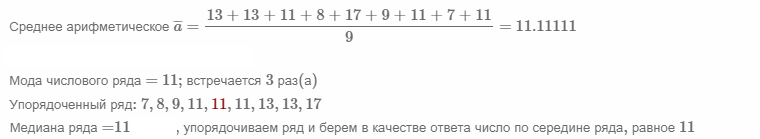 Среднее арифметическое a̅ = (13 + 13 + 11 + 8 + 17 + 9 + 11 + 7 + 11)/9 = 11.11111
Мода числового ряда = 11; встречается 3 раз(а)
Упорядоченный ряд: 7, 8, 9, 11, 11, 11, 13, 13, 17
Медиана ряда =11 , упорядочиваем ряд и берем в качестве ответа число по середине ряда, равное 11